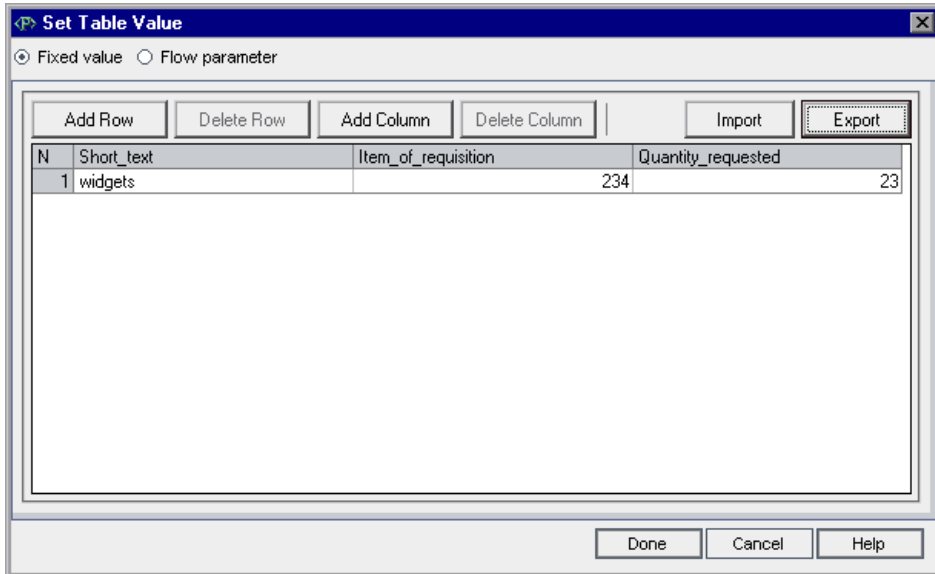 <P> Set Table Value
Fixed value Flow parameter
Add Row Delete Row Add Column Delete Column Import Export
N Short_text Item_of_requisition Quantity_requested
1 widgets 234 23
Done Cancel Help